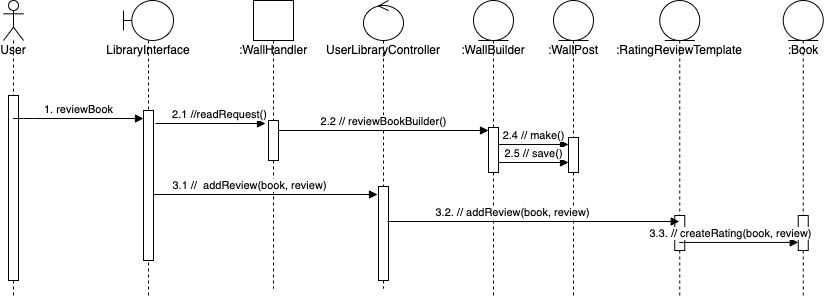 User
LibraryInterface
:WallHandler
UserLibraryController
:WallBuilder
:WallPost
:RatingReviewTemplate
:Book
1. reviewBook
2.1 //readRequest()
2.2 // reviewBookBuilder()
2.4 // make()
2.5 // save()
3.1 // addReview(book, review)
3.2. // addReview(book, review)
3.3. // createRating(book, review)